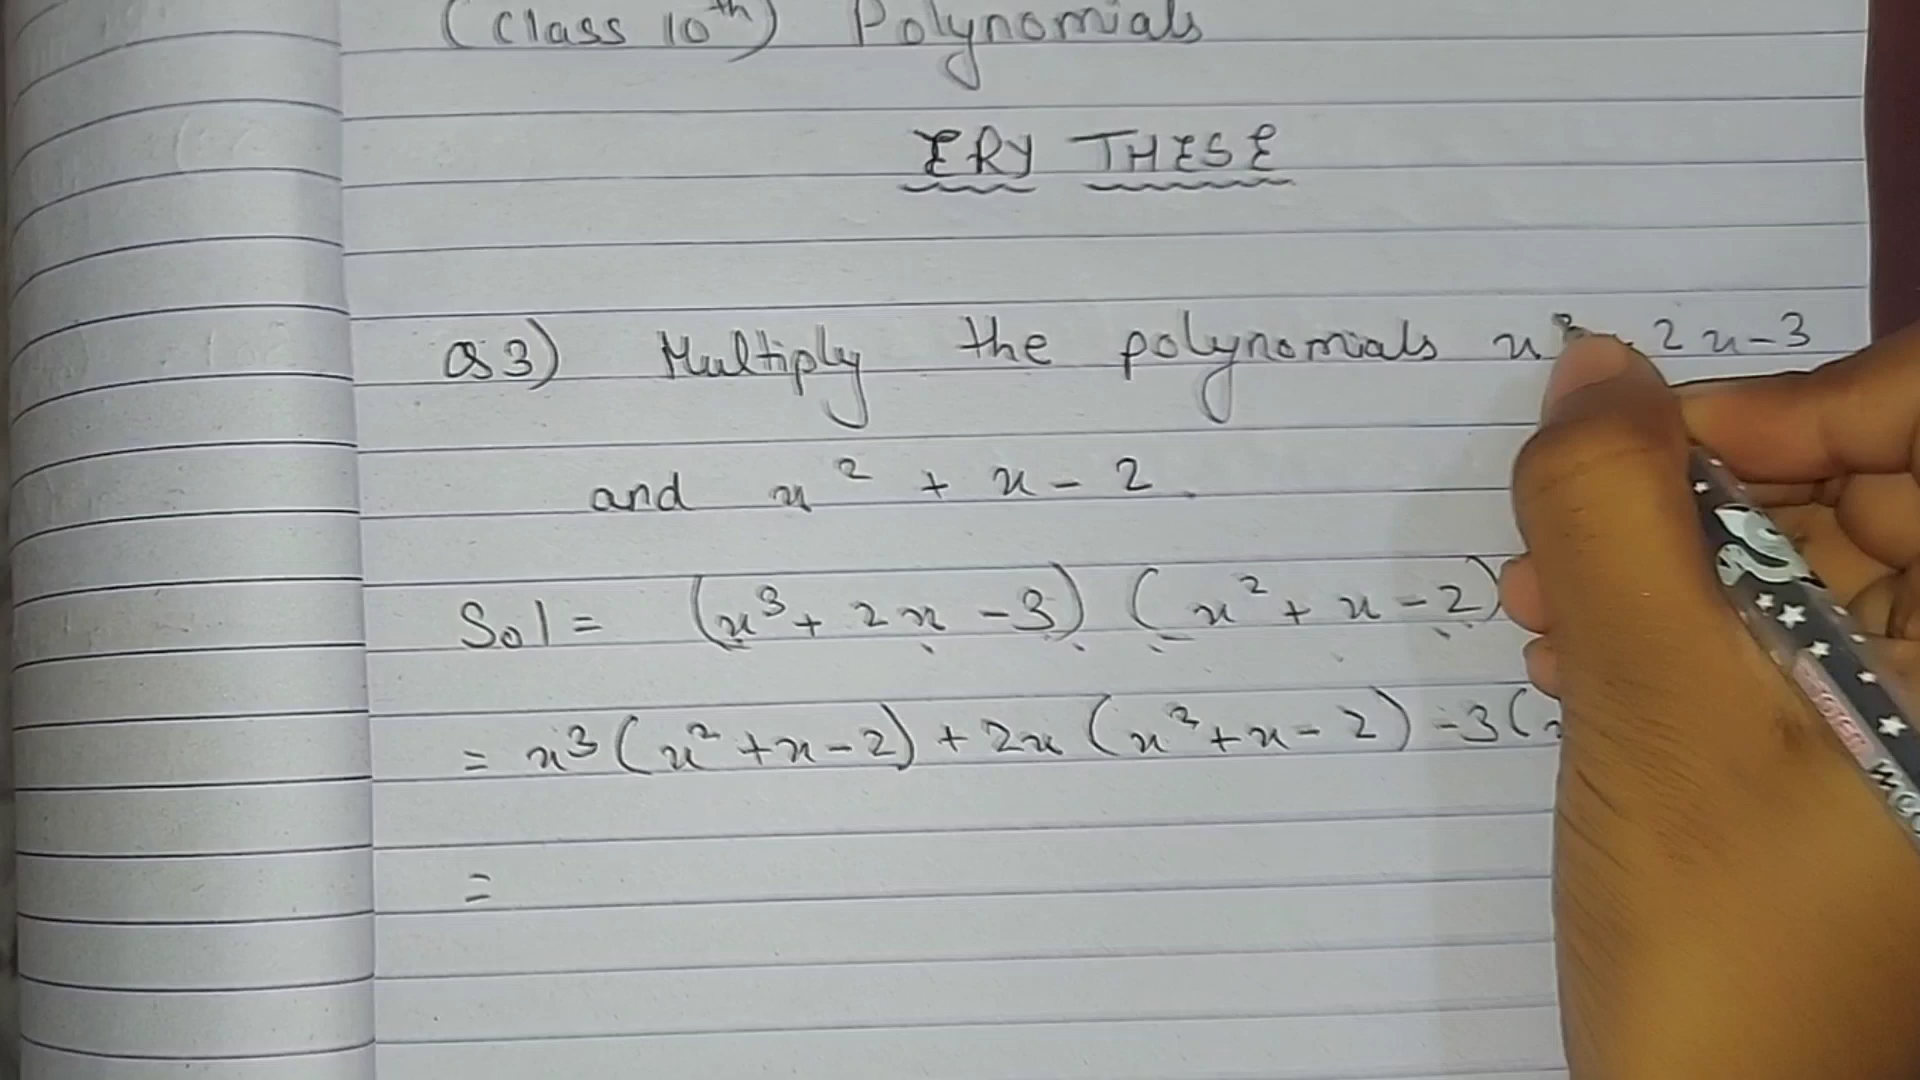 (Class 10th) Polynomials
TRY THESE
Q3) Multiply the polynomials x³ 2x-3
and x² + x - 2.
Sol = (x³ + 2x - 3) (x² + x - 2)
= x³(x² + x - 2) + 2x (x² + x - 2) - 3(
=